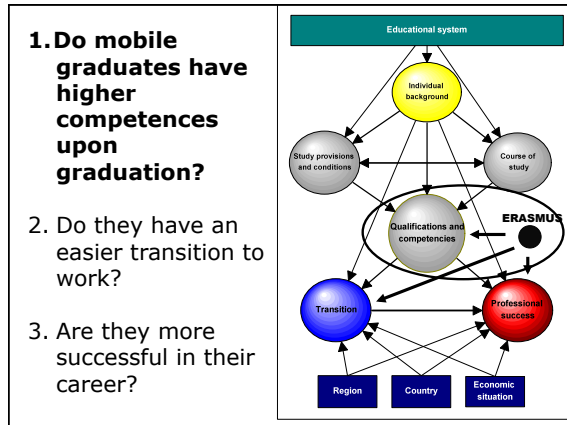 1. Do mobile
graduates have
higher
competences
upon
graduation?
2. Do they have an
easier transition to
work?
3. Are they more
successful in their
career?
Educational system
Individual
background
Study provisions
and conditions
Course of
study
Qualifications and
competencies
ERASMUS
Transition
Professional
success
Region
Country
Economic
situation